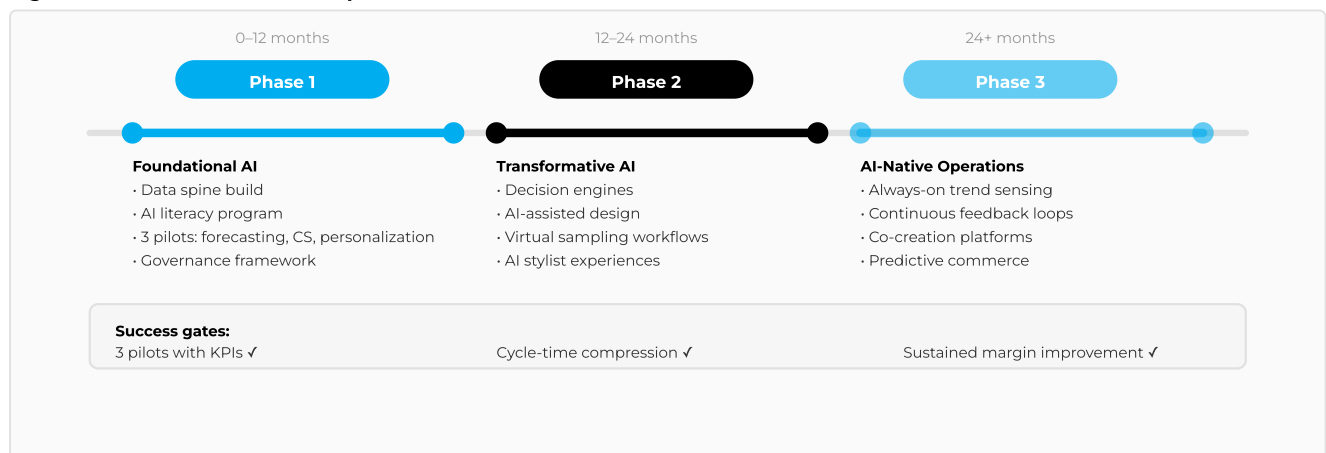 0–12 months
12–24 months
24+ months
Phase 1
Phase 2
Phase 3
Foundational AI
• Data spine build
• AI literacy program
• 3 pilots: forecasting, CS, personalization
• Governance framework
Transformative AI
• Decision engines
• AI-assisted design
• Virtual sampling workflows
• AI stylist experiences
AI-Native Operations
• Always-on trend sensing
• Continuous feedback loops
• Co-creation platforms
• Predictive commerce
Success gates:
3 pilots with KPIs ✓
Cycle-time compression ✓
Sustained margin improvement ✓